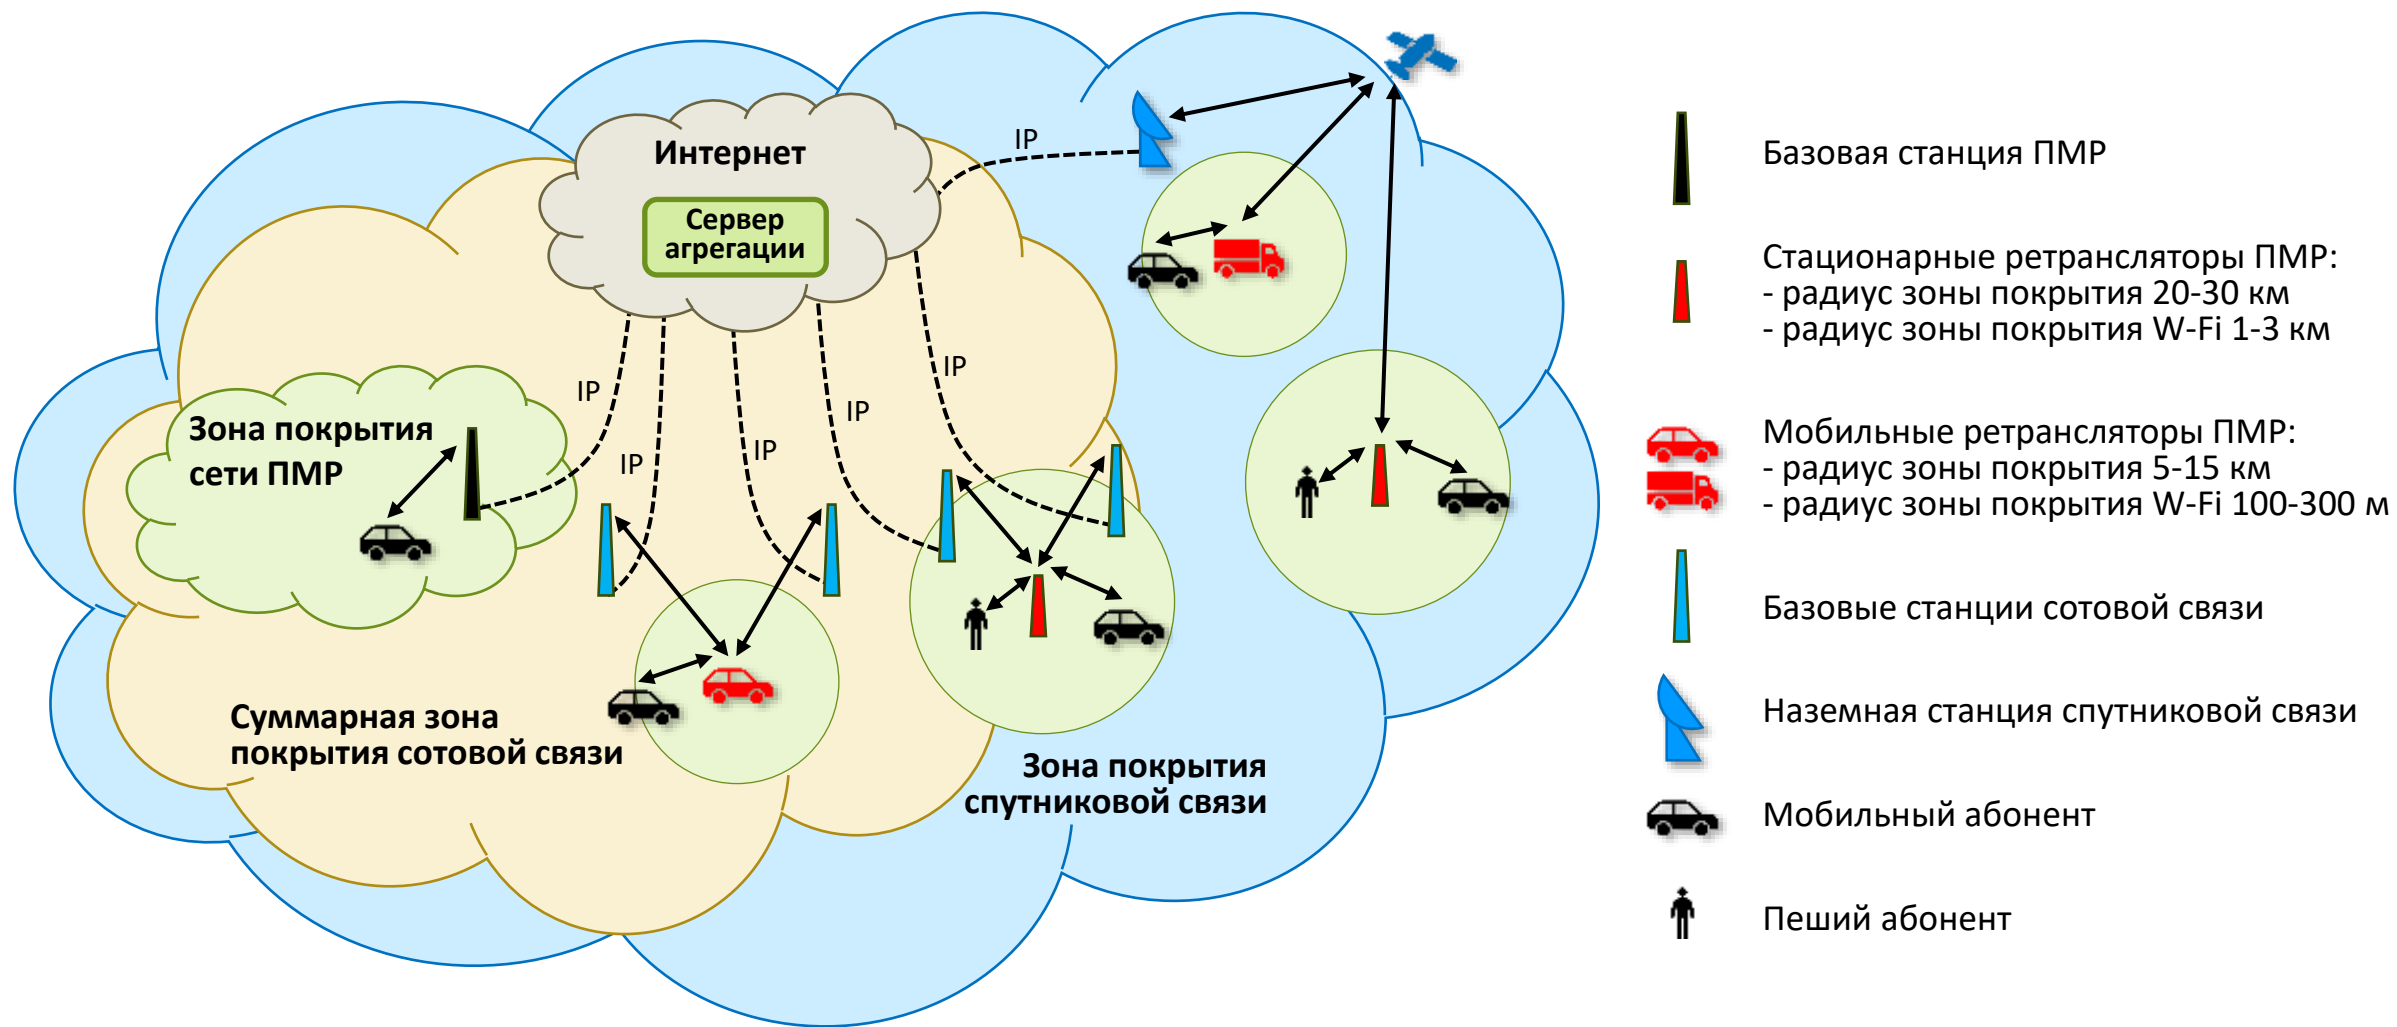 Интернет
Сервер
агрегации
IP
IP
IP
IP
IP
IP
Зона покрытия
сети ПМР
Суммарная зона
покрытия сотовой связи
Зона покрытия
спутниковой связи
Базовая станция ПМР
Стационарные ретрансляторы ПМР:
- радиус зоны покрытия 20-30 км
- радиус зоны покрытия W-Fi 1-3 км
Мобильные ретрансляторы ПМР:
- радиус зоны покрытия 5-15 км
- радиус зоны покрытия W-Fi 100-300 м
Базовые станции сотовой связи
Наземная станция спутниковой связи
Мобильный абонент
Пеший абонент